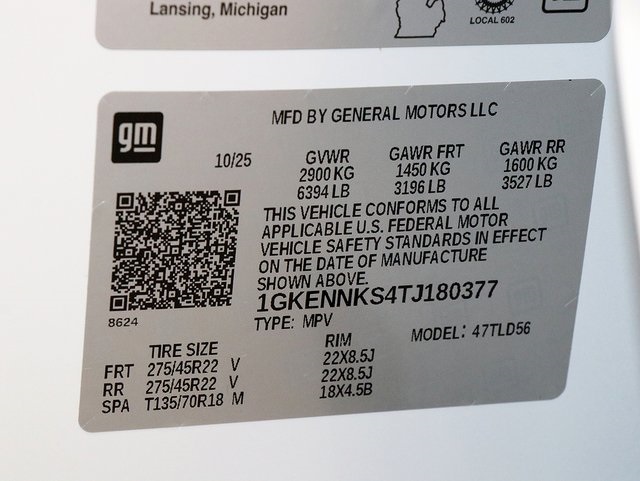 Lansing, Michigan
LOCAL 602
gm
MFD BY GENERAL MOTORS LLC
10/25
GVWR GAWR FRT GAWR RR
2900 KG 1450 KG 1600 KG
6394 LB 3196 LB 3527 LB
THIS VEHICLE CONFORMS TO ALL
APPLICABLE U.S. FEDERAL MOTOR
VEHICLE SAFETY STANDARDS IN EFFECT
ON THE DATE OF MANUFACTURE
SHOWN ABOVE.
1GKENNKS4TJ180377
8624
TYPE: MPV MODEL: 47TLD56
TIRE SIZE RIM
FRT 275/45R22 V 22X8.5J
RR 275/45R22 V 22X8.5J
SPA T135/70R18 M 18X4.5B